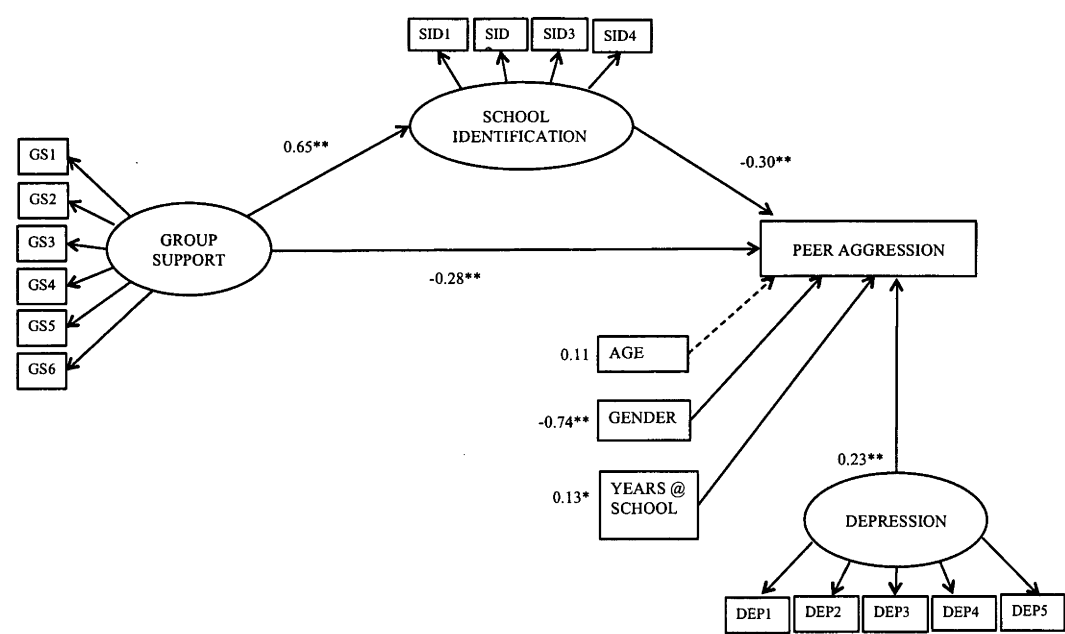 SID1
SID
SID3
SID4
SCHOOL
IDENTIFICATION
0.65**
-0.30**
GS1
GS2
GS3
GS4
GS5
GS6
GROUP
SUPPORT
-0.28**
PEER AGGRESSION
0.11
AGE
-0.74**
GENDER
0.13*
YEARS @
SCHOOL
0.23**
DEPRESSION
DEP1
DEP2
DEP3
DEP4
DEP5